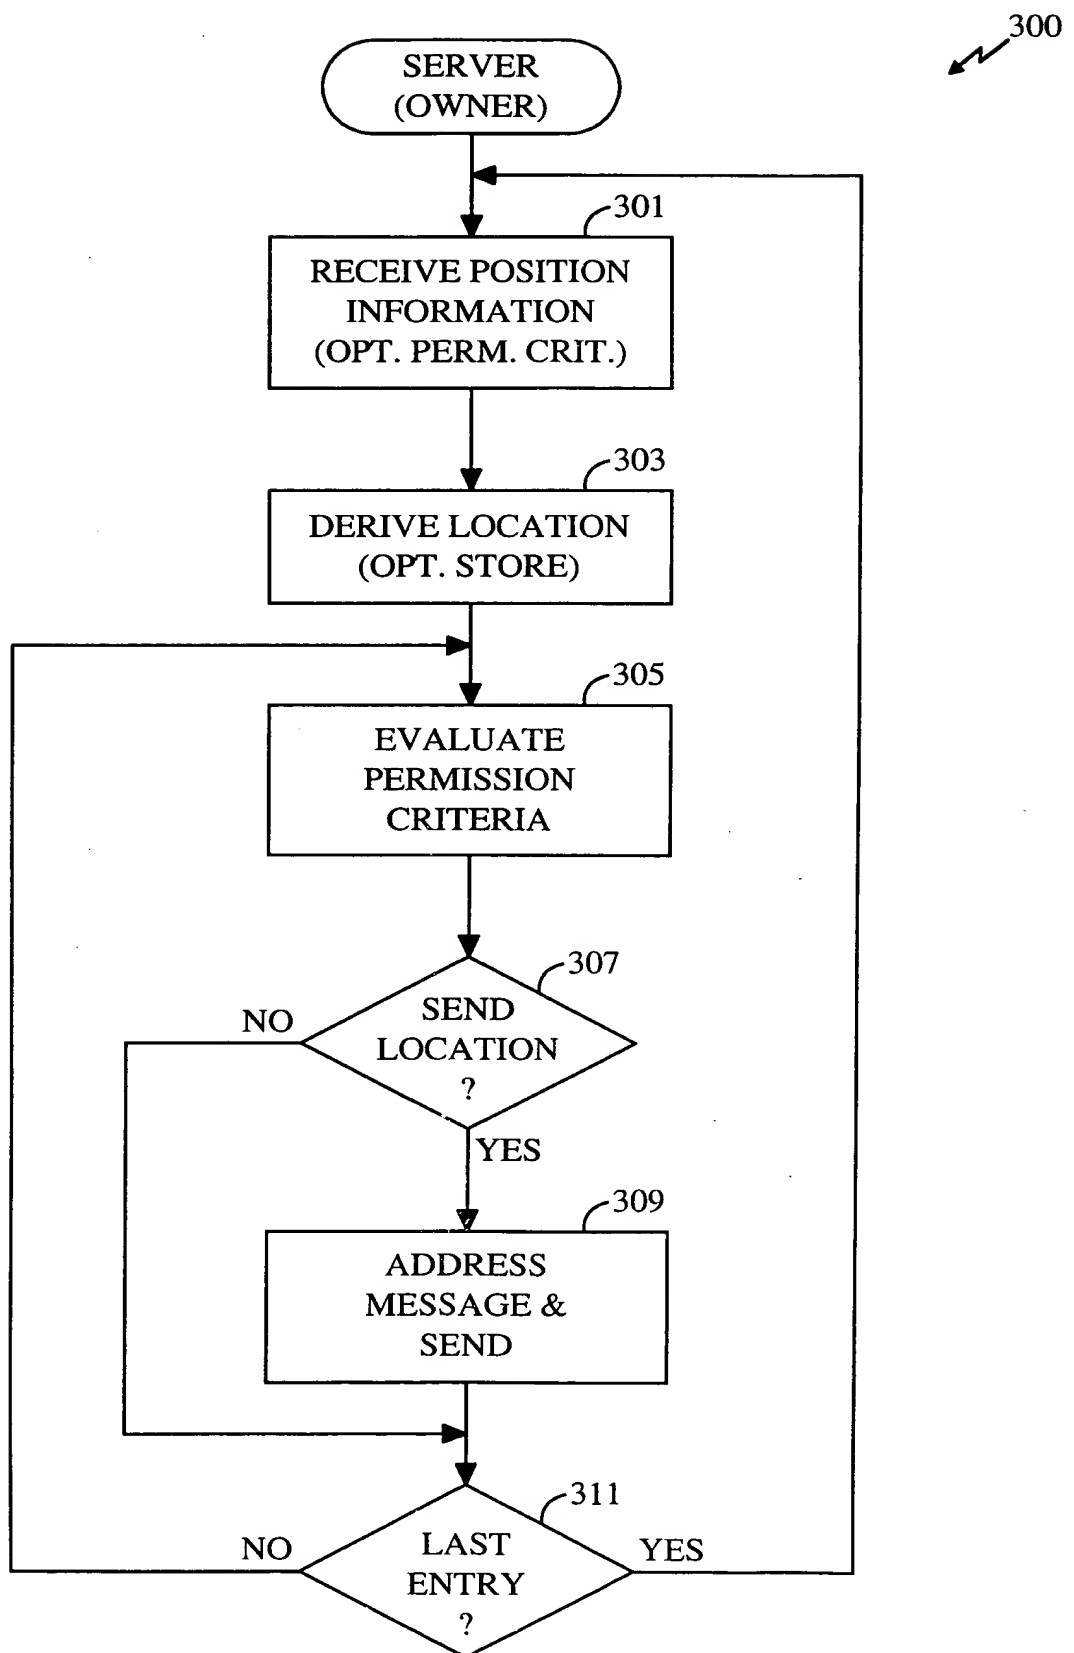 300
SERVER
(OWNER)
301
RECEIVE POSITION
INFORMATION
(OPT. PERM. CRIT.)
303
DERIVE LOCATION
(OPT. STORE)
305
EVALUATE
PERMISSION
CRITERIA
307
NO
SEND
LOCATION
?
YES
309
ADDRESS
MESSAGE &
SEND
311
NO
LAST
ENTRY
?
YES